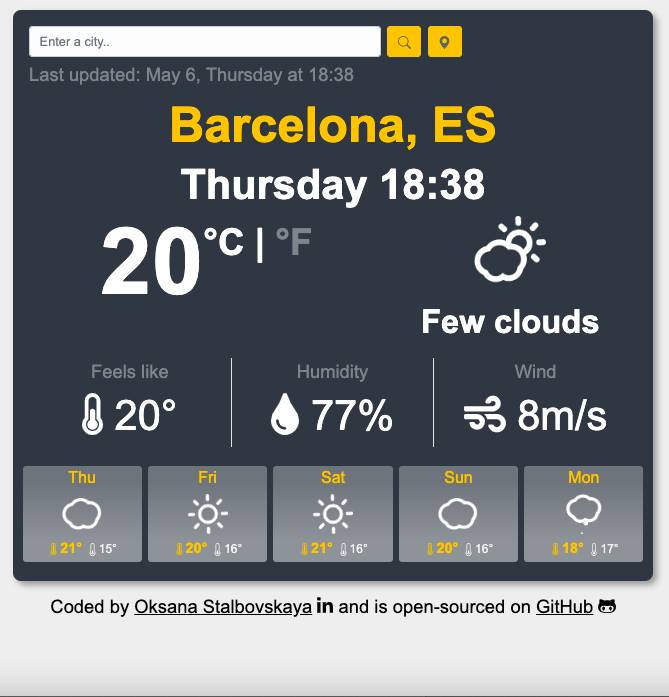 Enter a city..
Last updated: May 6, Thursday at 18:38
Barcelona, ES
Thursday 18:38
20°C | °F
Few clouds
Feels like Humidity Wind
20° 77% 8m/s
Thu Fri Sat Sun Mon
21° 15° 20° 16° 21° 16° 20° 16° 18° 17°
Coded by Oksana Stalbovskaya in and is open-sourced on GitHub